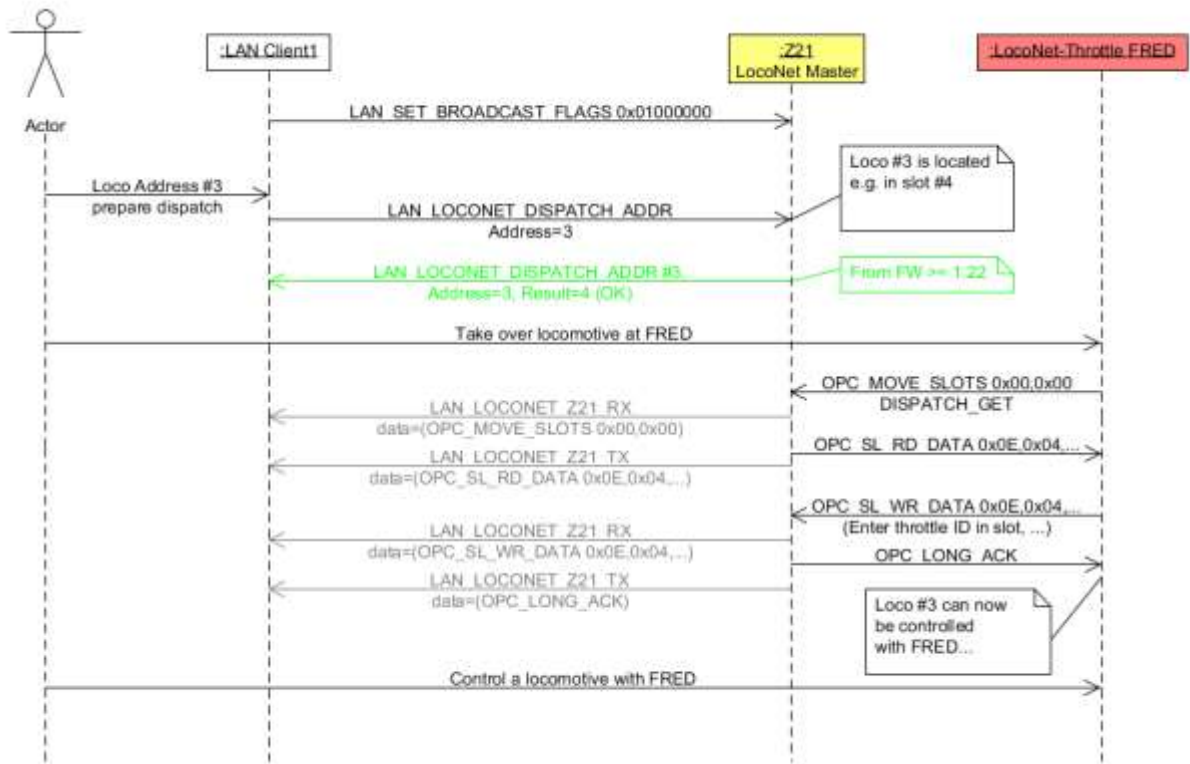 :LAN Client1
:Z21
LocoNet Master
:LocoNet-Throttle FRED
Actor
LAN_SET_BROADCAST_FLAGS 0x01000000
Loco #3 is located
e.g. in slot #4
Loco Address #3
prepare dispatch
LAN_LOCONET_DISPATCH_ADDR
Address=3
LAN_LOCONET_DISPATCH_ADDR #3
Address=3, Result=4 (OK)
From FW >= 1.22
Take over locomotive at FRED
OPC_MOVE_SLOTS 0x00,0x00
DISPATCH_GET
LAN_LOCONET_Z21_RX
data=(OPC_MOVE_SLOTS 0x00,0x00)
OPC_SL_RD_DATA 0x0E,0x04,...
LAN_LOCONET_Z21_TX
data=(OPC_SL_RD_DATA 0x0E,0x04,...)
OPC_SL_WR_DATA 0x0E,0x04,...
(Enter throttle ID in slot, ...)
LAN_LOCONET_Z21_RX
data=(OPC_SL_WR_DATA 0x0E,0x04,...)
OPC_LONG_ACK
LAN_LOCONET_Z21_TX
data=(OPC_LONG_ACK)
Loco #3 can now
be controlled
with FRED...
Control a locomotive with FRED